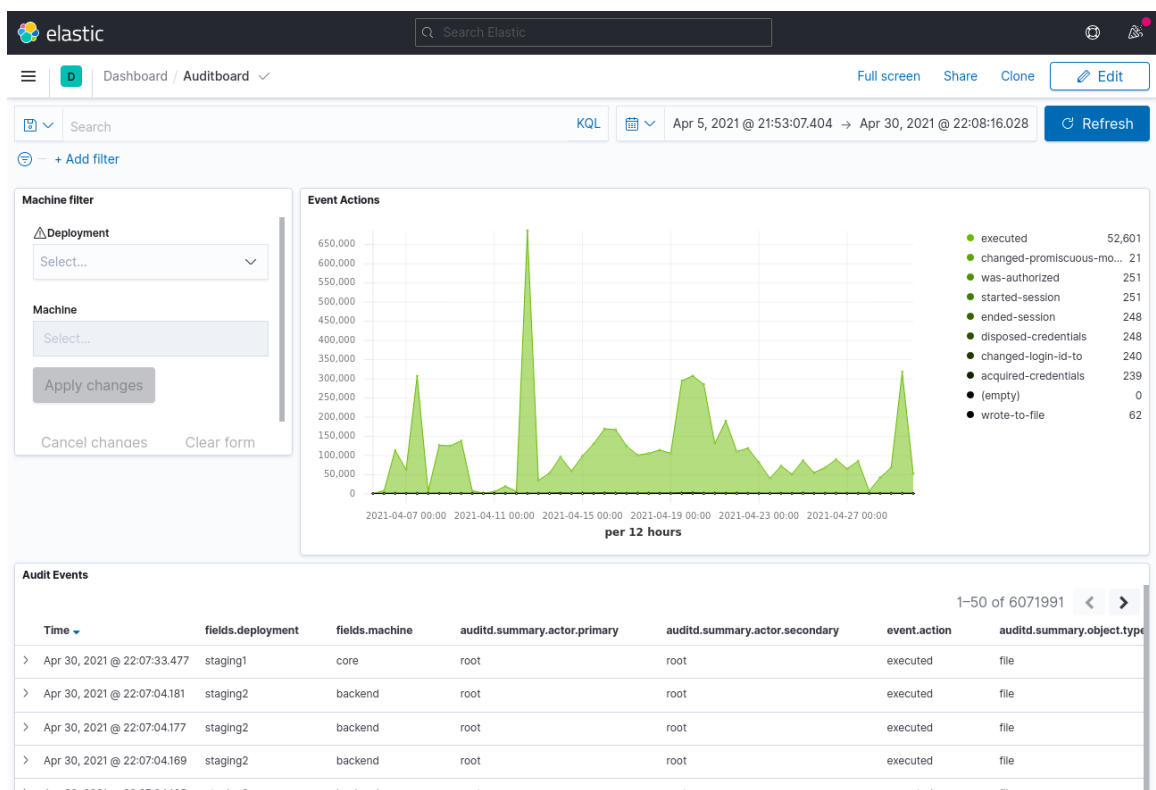 elastic
Search Elastic
D Dashboard / Auditboard Full screen Share Clone Edit
Search KQL Apr 5, 2021 @ 21:53:07.404 → Apr 30, 2021 @ 22:08:16.028 Refresh
+ Add filter
Machine filter
Deployment
Select...
Machine
Select...
Apply changes
Cancel changes Clear form
Event Actions
650,000
600,000
550,000
500,000
450,000
400,000
350,000
300,000
250,000
200,000
150,000
100,000
50,000
0
2021-04-07 00:00 2021-04-11 00:00 2021-04-15 00:00 2021-04-19 00:00 2021-04-23 00:00 2021-04-27 00:00
per 12 hours
executed 52,601
changed-promiscuous-mo... 21
was-authorized 251
started-session 251
ended-session 248
disposed-credentials 248
changed-login-id-to 240
acquired-credentials 239
(empty) 0
wrote-to-file 62
Audit Events
1–50 of 6071991
Time fields.deployment fields.machine auditd.summary.actor.primary auditd.summary.actor.secondary event.action auditd.summary.object.type
Apr 30, 2021 @ 22:07:33.477 staging1 core root root executed file
Apr 30, 2021 @ 22:07:04.181 staging2 backend root root executed file
Apr 30, 2021 @ 22:07:04.177 staging2 backend root root executed file
Apr 30, 2021 @ 22:07:04.169 staging2 backend root root executed file